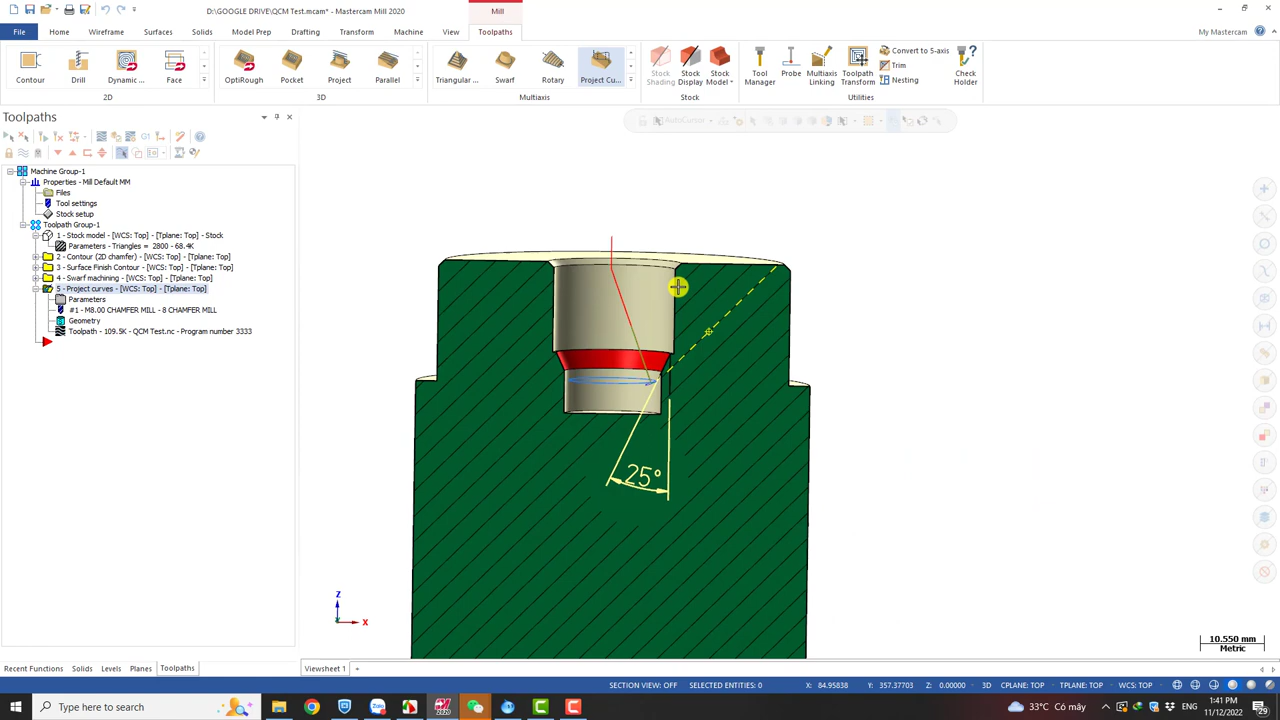 D:\GOOGLE DRIVE\QCM Test.mcam* - Mastercam Mill 2020
Mill
File Home Wireframe Surfaces Solids Model Prep Drafting Transform Machine View Toolpaths
My Mastercam
Contour Drill Dynamic ... Face
OptiRough Pocket Project Parallel
Triangular ... Swarf Rotary Project Cu...
Stock Shading Stock Display Stock Model
Tool Manager Probe Multiaxis Linking Toolpath Transform
Convert to 5-axis
Trim
Nesting
Check Holder
2D 3D Multiaxis Stock Utilities
Toolpaths
AutoCursor
G1
Machine Group-1
Properties - Mill Default MM
Files
Tool settings
Stock setup
Toolpath Group-1
1 - Stock model - [WCS: Top] - [Tplane: Top] - Stock
Parameters - Triangles = 2800 - 68.4K
2 - Contour (2D chamfer) - [WCS: Top] - [Tplane: Top]
3 - Surface Finish Contour - [WCS: Top] - [Tplane: Top]
4 - Swarf machining - [WCS: Top] - [Tplane: Top]
5 - Project curves - [WCS: Top] - [Tplane: Top]
Parameters
#1 - M8.00 CHAMFER MILL - 8 CHAMFER MILL
Geometry
Toolpath - 109.5K - QCM Test.nc - Program number 3333
25°
Z
X
10.550 mm
Metric
Recent Functions Solids Levels Planes Toolpaths
Viewsheet 1 +
SECTION VIEW: OFF SELECTED ENTITIES: 0 X: 84.95838 Y: 357.37703 Z: 0.00000 3D CPLANE: TOP TPLANE: TOP WCS: TOP
Type here to search
2020
33°C Có mây
1:41 PM
11/12/2022
29